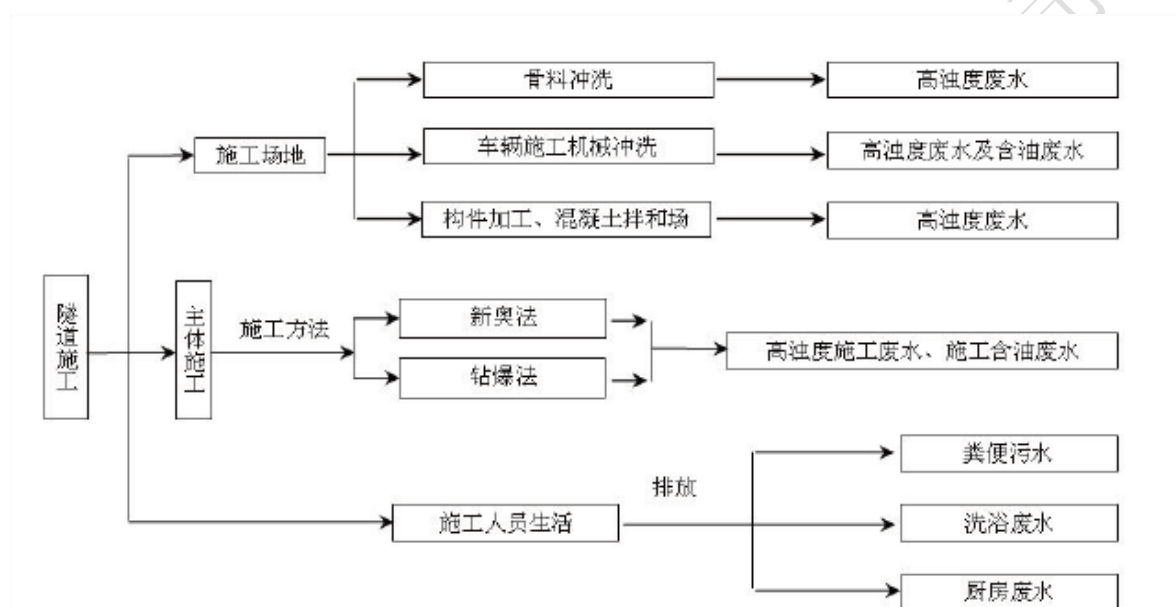 骨料冲洗
高浊度废水
施工场地
车辆施工机械冲洗
高浊度废水及含油废水
构件加工、混凝土拌和场
高浊度废水
隧道施工
主体施工
施工方法
新奥法
钻爆法
高浊度施工废水、施工含油废水
施工人员生活
排放
粪便污水
洗浴废水
厨房废水